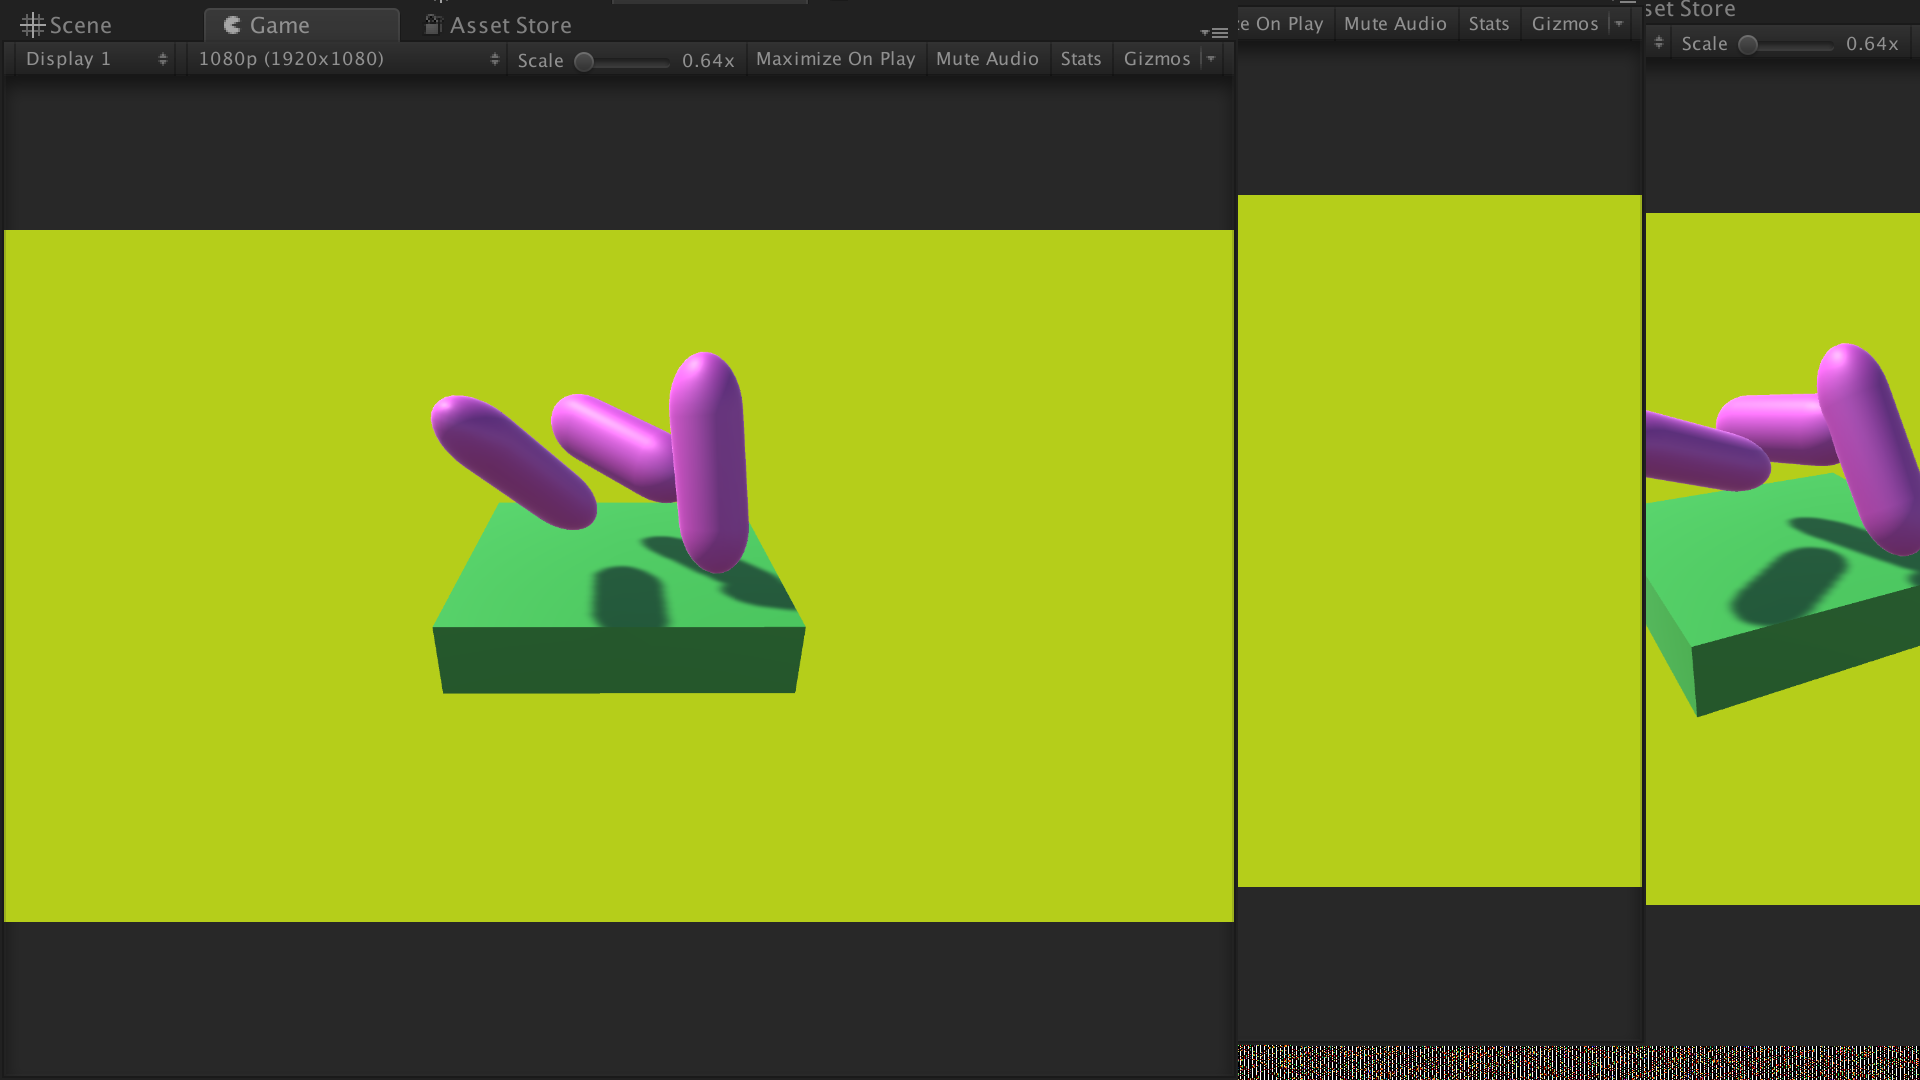 Scene Game Asset Store
Display 1 1080p (1920x1080) Scale 0.64x Maximize On Play Mute Audio Stats Gizmos
On Play Mute Audio Stats Gizmos
Store
Scale 0.64x